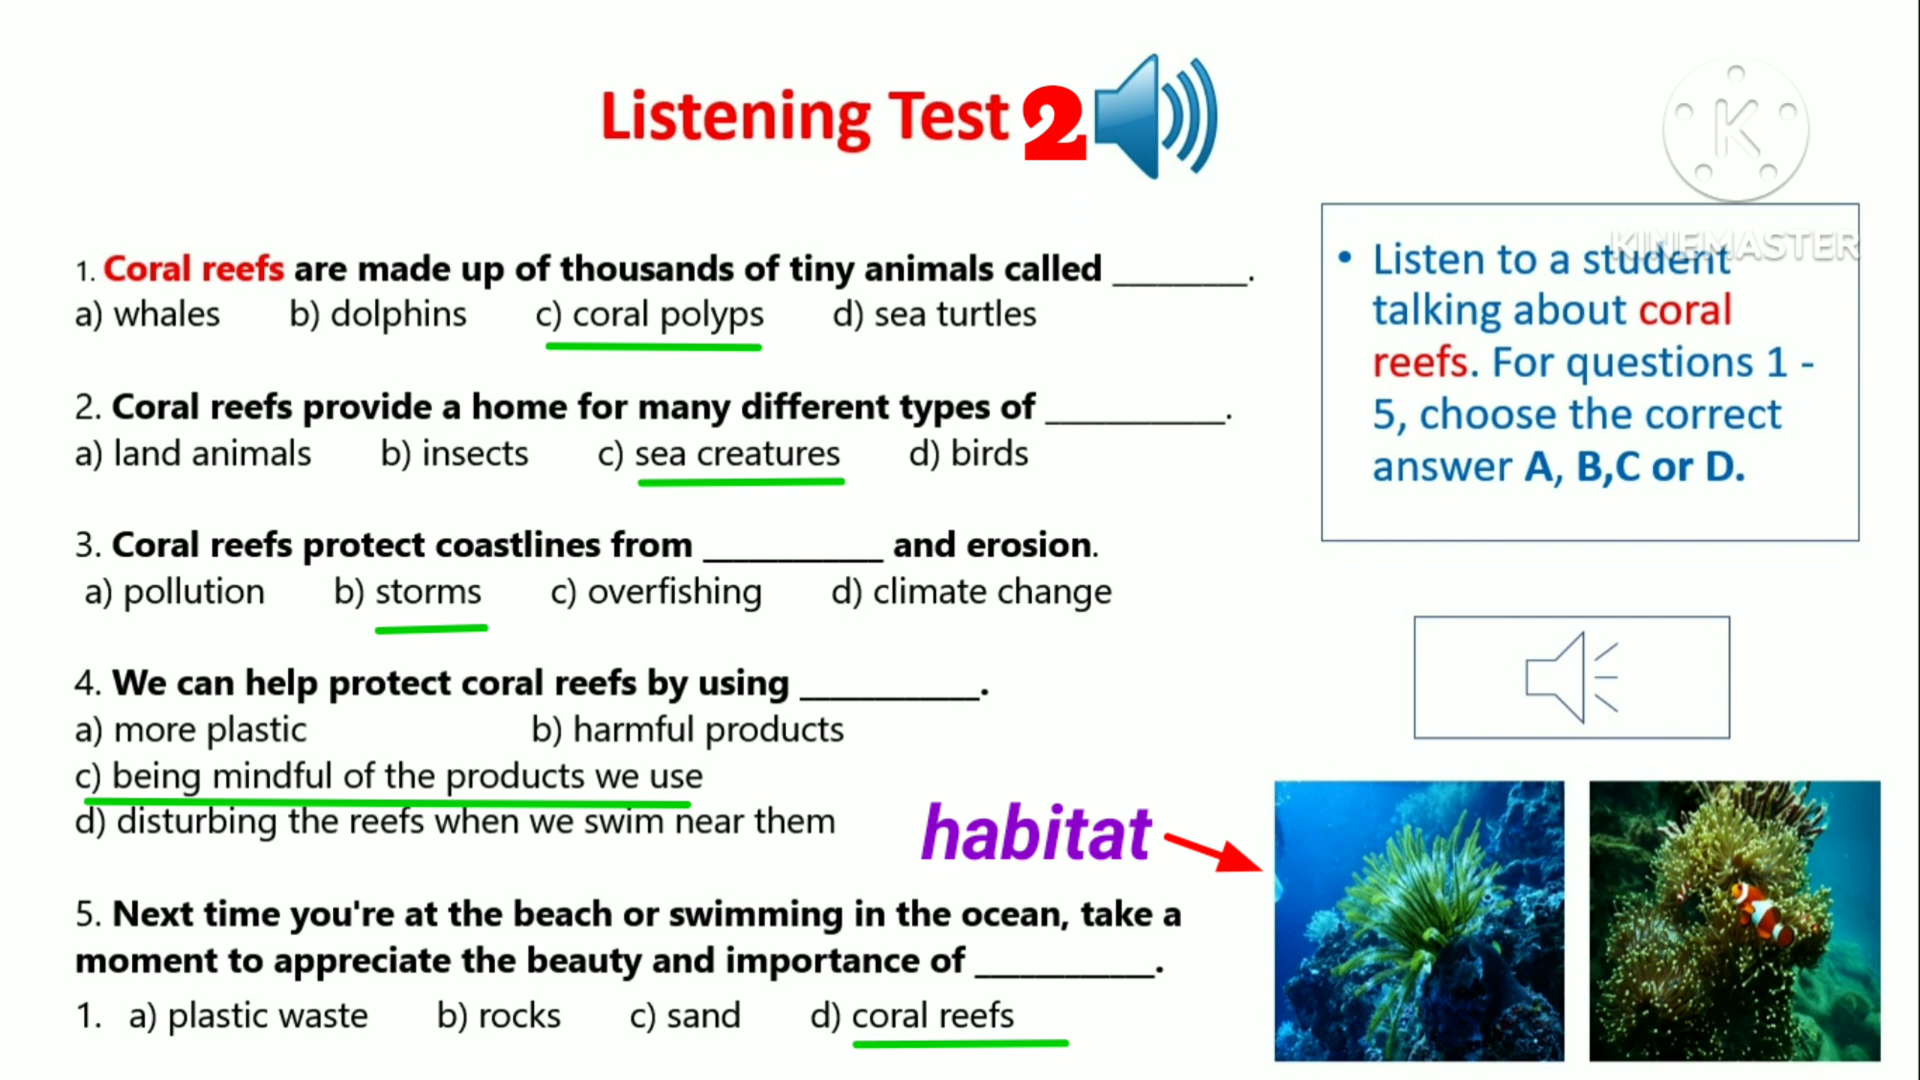 Listening Test 2
K
KINEMASTER
1. Coral reefs are made up of thousands of tiny animals called _________.
a) whales b) dolphins c) coral polyps d) sea turtles
2. Coral reefs provide a home for many different types of ____________.
a) land animals b) insects c) sea creatures d) birds
3. Coral reefs protect coastlines from ____________ and erosion.
a) pollution b) storms c) overfishing d) climate change
4. We can help protect coral reefs by using ____________.
a) more plastic b) harmful products
c) being mindful of the products we use
d) disturbing the reefs when we swim near them
5. Next time you're at the beach or swimming in the ocean, take a
moment to appreciate the beauty and importance of ____________.
1. a) plastic waste b) rocks c) sand d) coral reefs
• Listen to a student
talking about coral
reefs. For questions 1 -
5, choose the correct
answer A, B,C or D.
habitat